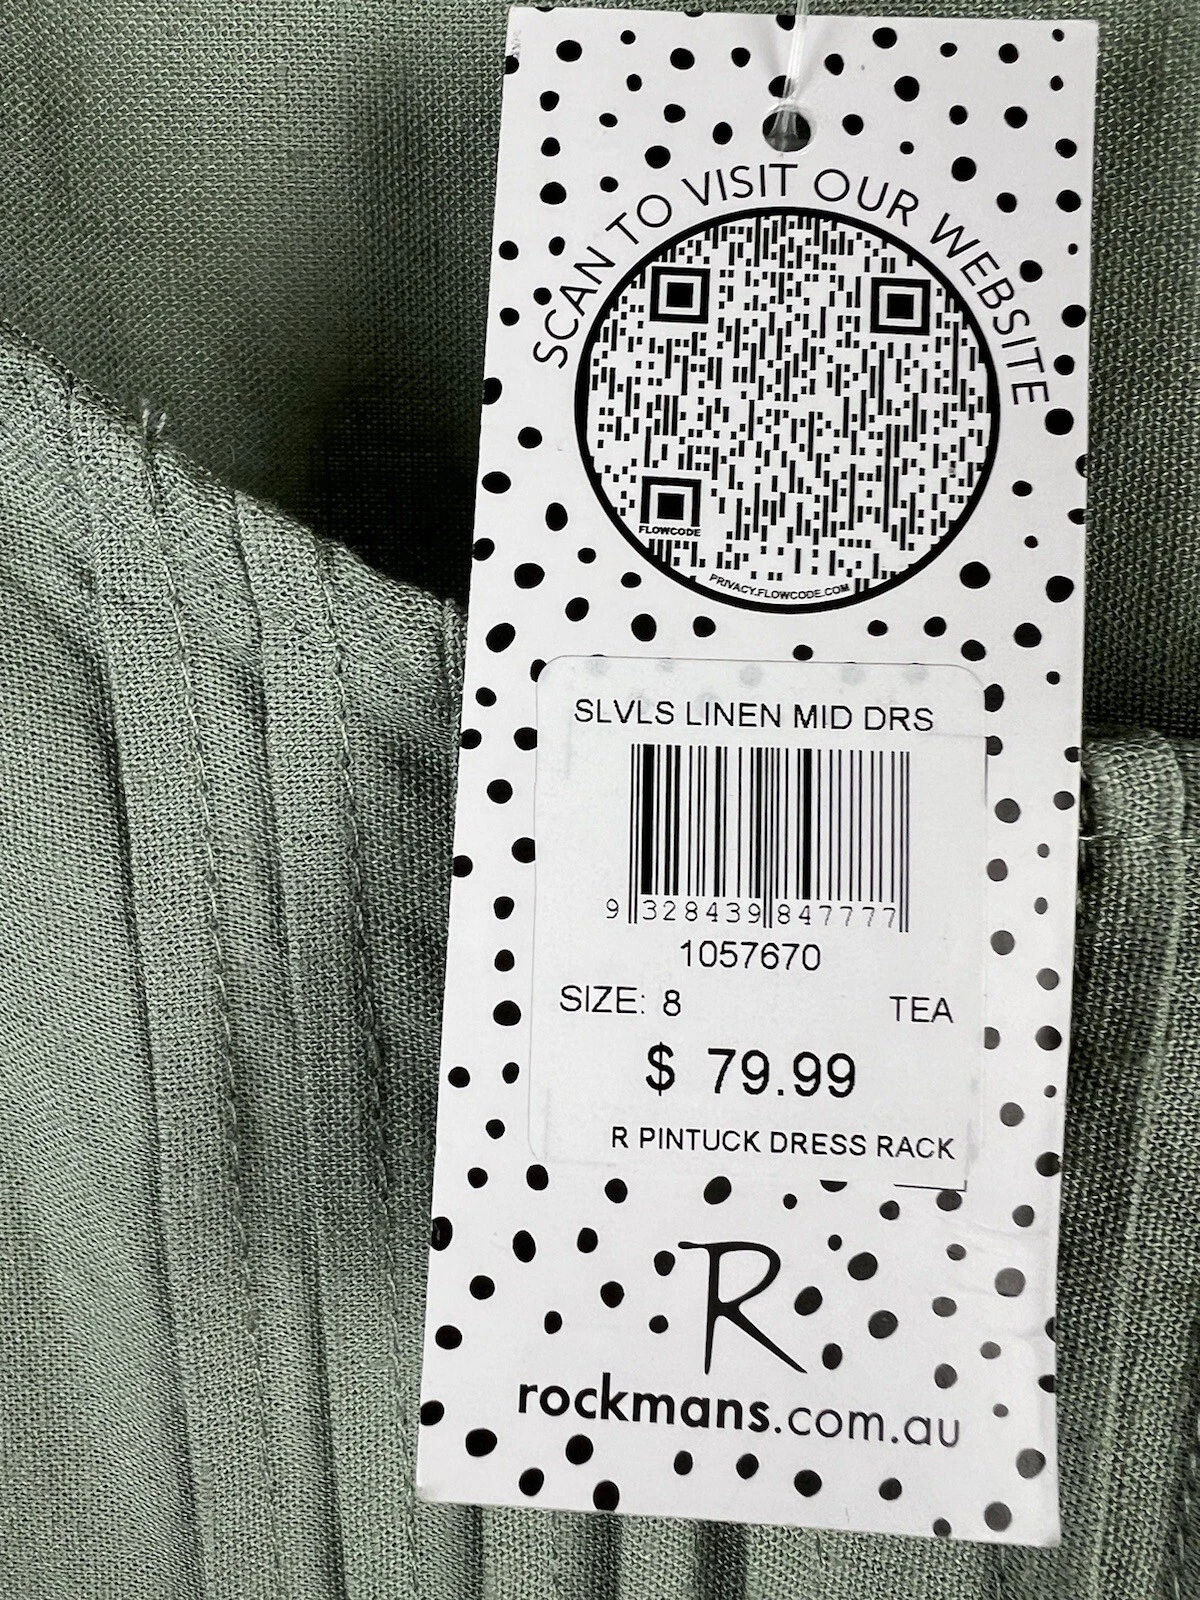 SCAN TO VISIT OUR WEBSITE
FLOWCODE
PRIVACY.FLOWCODE.COM
SLVLS LINEN MID DRS
9 328439 847777
1057670
SIZE: 8 TEA
$ 79.99
R PINTUCK DRESS RACK
R
rockmans.com.au